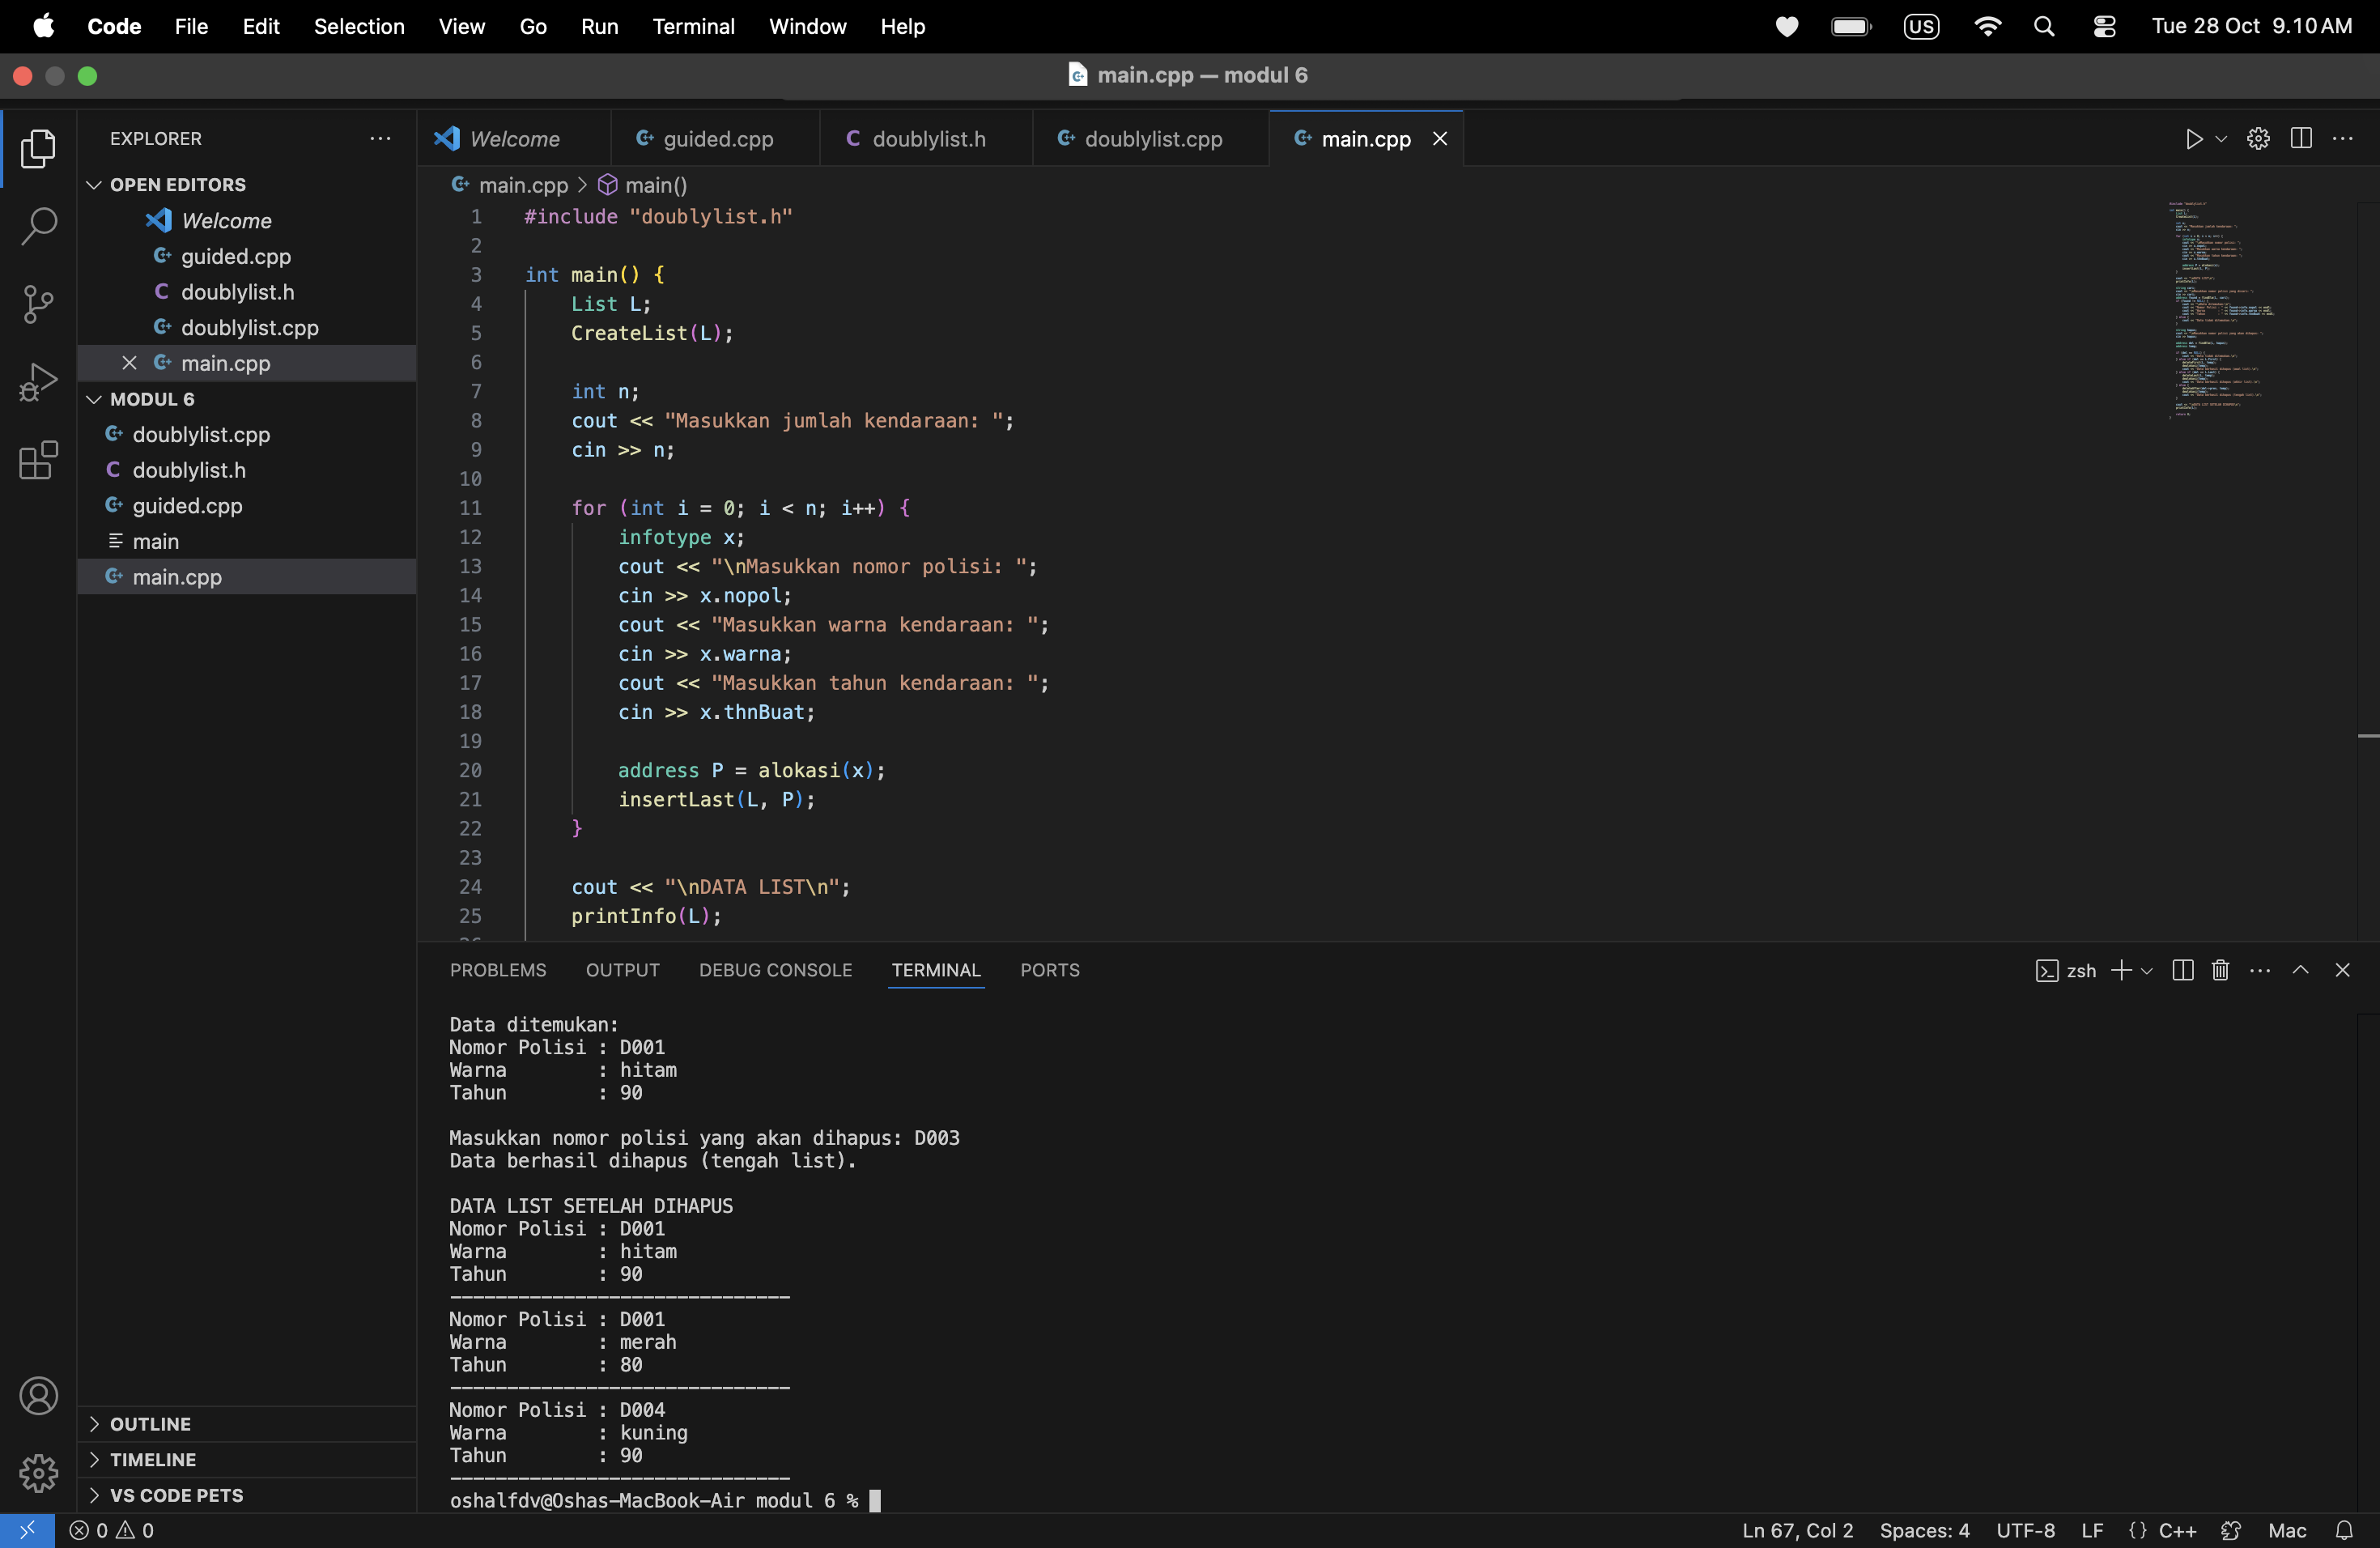 Code File Edit Selection View Go Run Terminal Window Help US Tue 28 Oct 9.10 AM
main.cpp — modul 6
EXPLORER
OPEN EDITORS
Welcome
guided.cpp
doublylist.h
doublylist.cpp
main.cpp
MODUL 6
doublylist.cpp
doublylist.h
guided.cpp
main
main.cpp
OUTLINE
TIMELINE
VS CODE PETS
Welcome guided.cpp doublylist.h doublylist.cpp main.cpp
main.cpp > main()
1 #include "doublylist.h"
2
3 int main() {
4 List L;
5 CreateList(L);
6
7 int n;
8 cout << "Masukkan jumlah kendaraan: ";
9 cin >> n;
10
11 for (int i = 0; i < n; i++) {
12 infotype x;
13 cout << "\nMasukkan nomor polisi: ";
14 cin >> x.nopol;
15 cout << "Masukkan warna kendaraan: ";
16 cin >> x.warna;
17 cout << "Masukkan tahun kendaraan: ";
18 cin >> x.thnBuat;
19
20 address P = alokasi(x);
21 insertLast(L, P);
22 }
23
24 cout << "\nDATA LIST\n";
25 printInfo(L);
PROBLEMS OUTPUT DEBUG CONSOLE TERMINAL PORTS zsh
Data ditemukan:
Nomor Polisi : D001
Warna : hitam
Tahun : 90
Masukkan nomor polisi yang akan dihapus: D003
Data berhasil dihapus (tengah list).
DATA LIST SETELAH DIHAPUS
Nomor Polisi : D001
Warna : hitam
Tahun : 90
------------------------------
Nomor Polisi : D001
Warna : merah
Tahun : 80
------------------------------
Nomor Polisi : D004
Warna : kuning
Tahun : 90
------------------------------
oshalfdv@Oshas-MacBook-Air modul 6 %
0 0 Ln 67, Col 2 Spaces: 4 UTF-8 LF {} C++ Mac